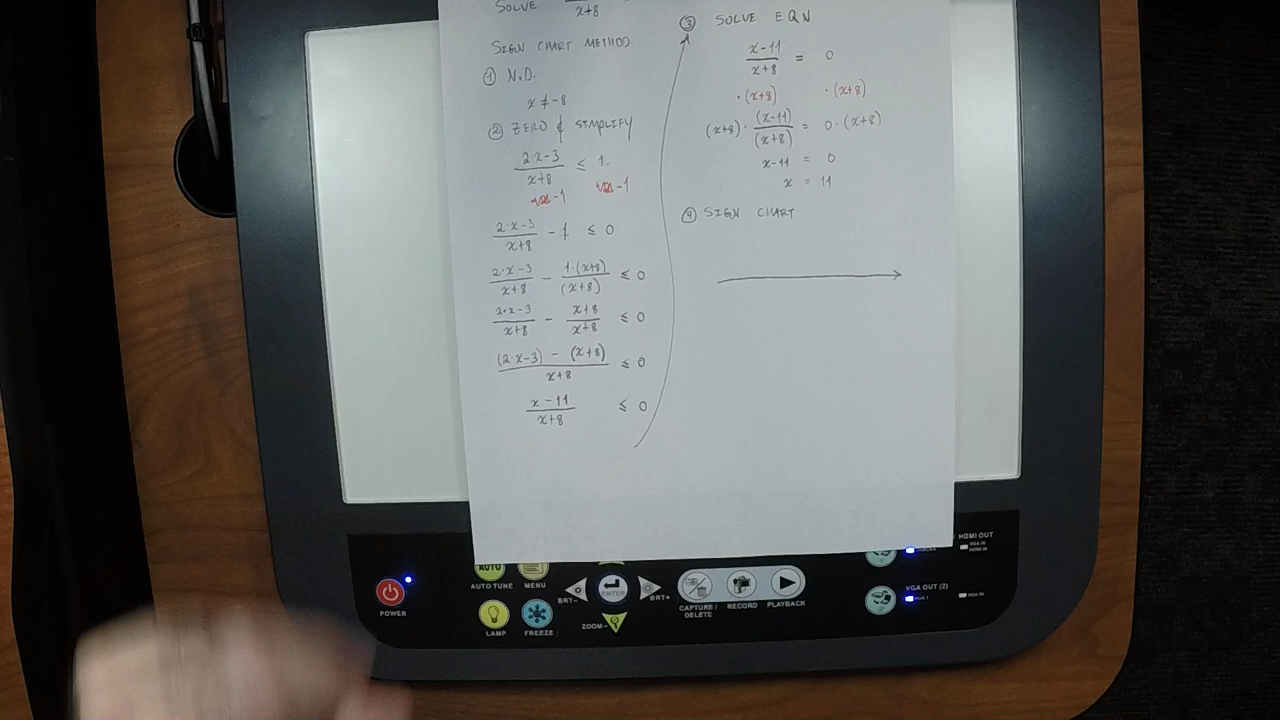 SOLVE x+8
SIGN CHART METHOD
① N.D.
x ≠ -8
② ZERO & SIMPLIFY
2·x-3
x+8
≤ 1
-1 -1
2·x-3
x+8
- 1 ≤ 0
2·x-3
x+8
-
1·(x+8)
(x+8)
≤ 0
2·x-3
x+8
-
x+8
x+8
≤ 0
(2·x-3) - (x+8)
x+8
≤ 0
x-11
x+8
≤ 0
③ SOLVE EQN
x-11
x+8
= 0
·(x+8) ·(x+8)
(x+8) ·
(x-11)
(x+8)
= 0·(x+8)
x-11 = 0
x = 11
④ SIGN CHART
POWER
AUTO
AUTO TUNE
MENU
LAMP
FREEZE
BRT-
ENTER
BRT+
ZOOM-
CAPTURE /
DELETE
RECORD
PLAYBACK
HDMI OUT
VGA OUT (2)